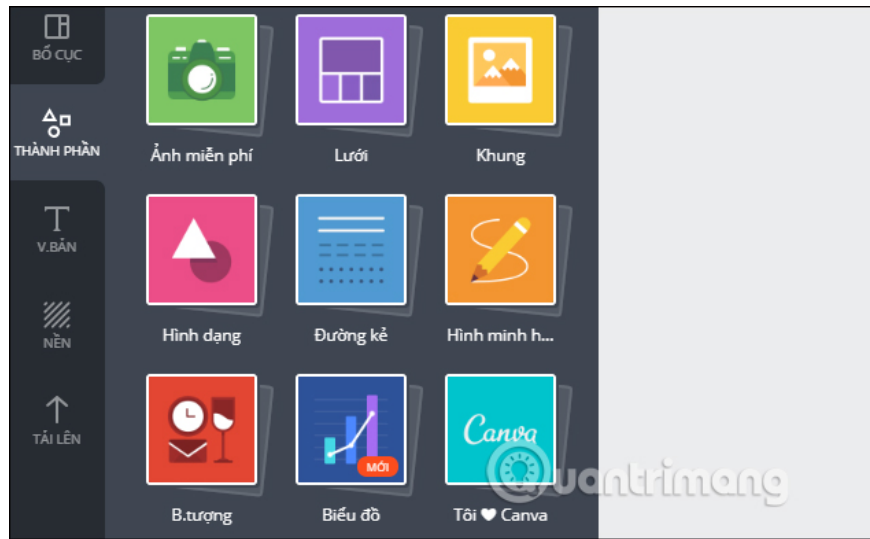 BỐ CỤC
THÀNH PHẦN
V.BẢN
NỀN
TẢI LÊN
Ảnh miễn phí
Lưới
Khung
Hình dạng
Đường kẻ
Hình minh h...
MỚI
Canva
B.tượng
Biểu đồ
Tôi ♥ Canva
Quantrimang